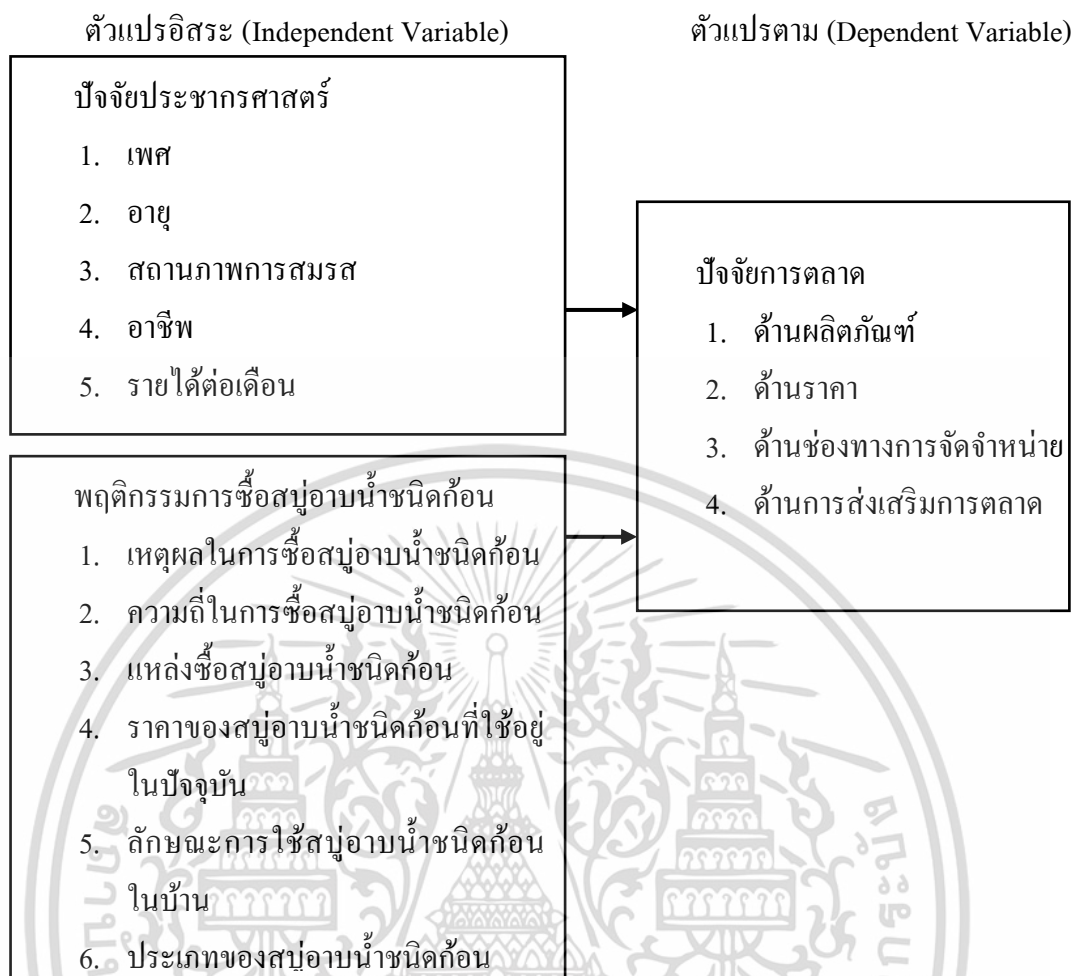 ตัวแปรอิสระ (Independent Variable)
ตัวแปรตาม (Dependent Variable)
ปัจจัยประชากรศาสตร์
1. เพศ
2. อายุ
3. สถานภาพการสมรส
4. อาชีพ
5. รายได้ต่อเดือน
พฤติกรรมการซื้อสบู่อาบน้ำชนิดก้อน
1. เหตุผลในการซื้อสบู่อาบน้ำชนิดก้อน
2. ความถี่ในการซื้อสบู่อาบน้ำชนิดก้อน
3. แหล่งซื้อสบู่อาบน้ำชนิดก้อน
4. ราคาของสบู่อาบน้ำชนิดก้อนที่ใช้อยู่
ในปัจจุบัน
5. ลักษณะการใช้สบู่อาบน้ำชนิดก้อน
ในบ้าน
6. ประเภทของสบู่อาบน้ำชนิดก้อน
ปัจจัยการตลาด
1. ด้านผลิตภัณฑ์
2. ด้านราคา
3. ด้านช่องทางการจัดจำหน่าย
4. ด้านการส่งเสริมการตลาด